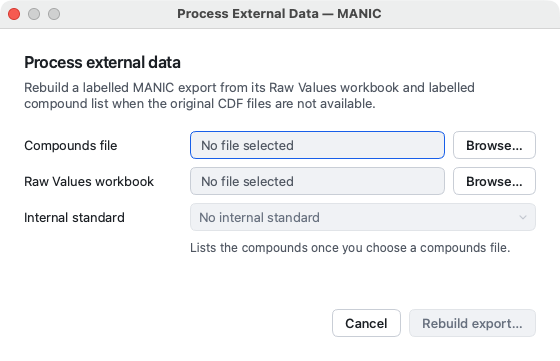 Process External Data — MANIC
Process external data
Rebuild a labelled MANIC export from its Raw Values workbook and labelled
compound list when the original CDF files are not available.
Compounds file
No file selected
Browse...
Raw Values workbook
No file selected
Browse...
Internal standard
No internal standard
Lists the compounds once you choose a compounds file.
Cancel
Rebuild export...